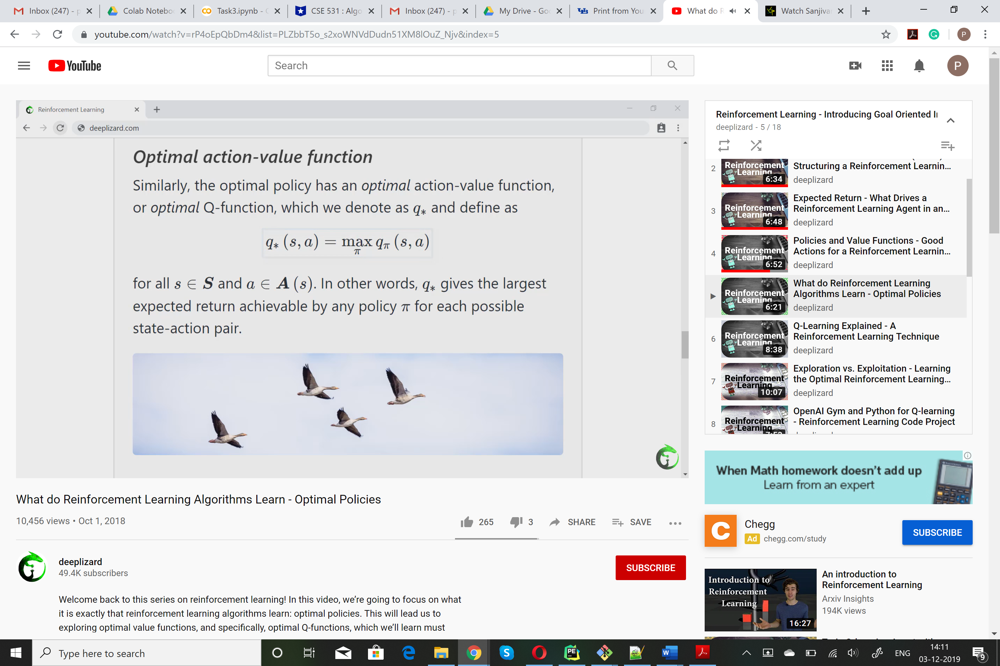 Inbox (247) - p
Colab Noteboo
Task3.ipynb - C
CSE 531 : Algo
Inbox (247) - p
My Drive - Goo
Print from You
What do R
Watch Sanjivan
youtube.com/watch?v=rP4oEpQbDm4&list=PLZbbT5o_s2xoWNVdDudn51XM8lOuZ_Njv&index=5
P
YouTube
Search
P
Reinforcement Learning
deeplizard.com
Optimal action-value function
Similarly, the optimal policy has an optimal action-value function,
or optimal Q-function, which we denote as q* and define as
q* (s, a) = max qπ (s, a)
π
for all s ∈ S and a ∈ A (s). In other words, q* gives the largest
expected return achievable by any policy π for each possible
state-action pair.
What do Reinforcement Learning Algorithms Learn - Optimal Policies
10,456 views • Oct 1, 2018
265
3
SHARE
SAVE
deeplizard
49.4K subscribers
SUBSCRIBE
Welcome back to this series on reinforcement learning! In this video, we’re going to focus on what
it is exactly that reinforcement learning algorithms learn: optimal policies. This will lead us to
exploring optimal value functions, and specifically, optimal Q-functions, which we’ll learn must
Reinforcement Learning - Introducing Goal Oriented I
deeplizard - 5 / 18
2
Reinforcement
Learning
6:34
Structuring a Reinforcement Learnin...
deeplizard
3
Reinforcement
Learning
6:48
Expected Return - What Drives a
Reinforcement Learning Agent in an...
deeplizard
4
Reinforcement
Learning
6:52
Policies and Value Functions - Good
Actions for a Reinforcement Learnin...
deeplizard
Reinforcement
Learning
6:21
What do Reinforcement Learning
Algorithms Learn - Optimal Policies
deeplizard
6
Reinforcement
Learning
8:38
Q-Learning Explained - A
Reinforcement Learning Technique
deeplizard
7
Reinforcement
Learning
10:07
Exploration vs. Exploitation - Learning
the Optimal Reinforcement Learning...
deeplizard
8
Reinforcement
Learning
OpenAI Gym and Python for Q-learning
- Reinforcement Learning Code Project
When Math homework doesn’t add up
Learn from an expert
C
Chegg
Ad chegg.com/study
SUBSCRIBE
Introduction to
Reinforcement
Learning
16:27
An introduction to
Reinforcement Learning
Arxiv Insights
194K views
Type here to search
ENG
14:11
03-12-2019
9